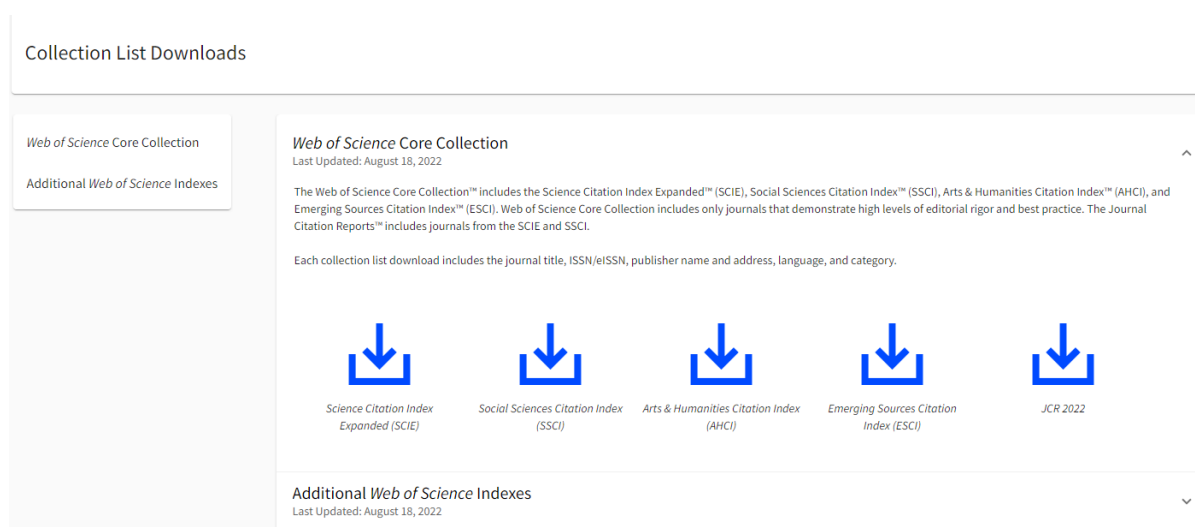 Collection List Downloads
Web of Science Core Collection
Additional Web of Science Indexes
Web of Science Core Collection
Last Updated: August 18, 2022
The Web of Science Core Collection™ includes the Science Citation Index Expanded™ (SCIE), Social Sciences Citation Index™ (SSCI), Arts & Humanities Citation Index™ (AHCI), and
Emerging Sources Citation Index™ (ESCI). Web of Science Core Collection includes only journals that demonstrate high levels of editorial rigor and best practice. The Journal
Citation Reports™ includes journals from the SCIE and SSCI.
Each collection list download includes the journal title, ISSN/eISSN, publisher name and address, language, and category.
Science Citation Index
Expanded (SCIE)
Social Sciences Citation Index
(SSCI)
Arts & Humanities Citation Index
(AHCI)
Emerging Sources Citation
Index (ESCI)
JCR 2022
Additional Web of Science Indexes
Last Updated: August 18, 2022